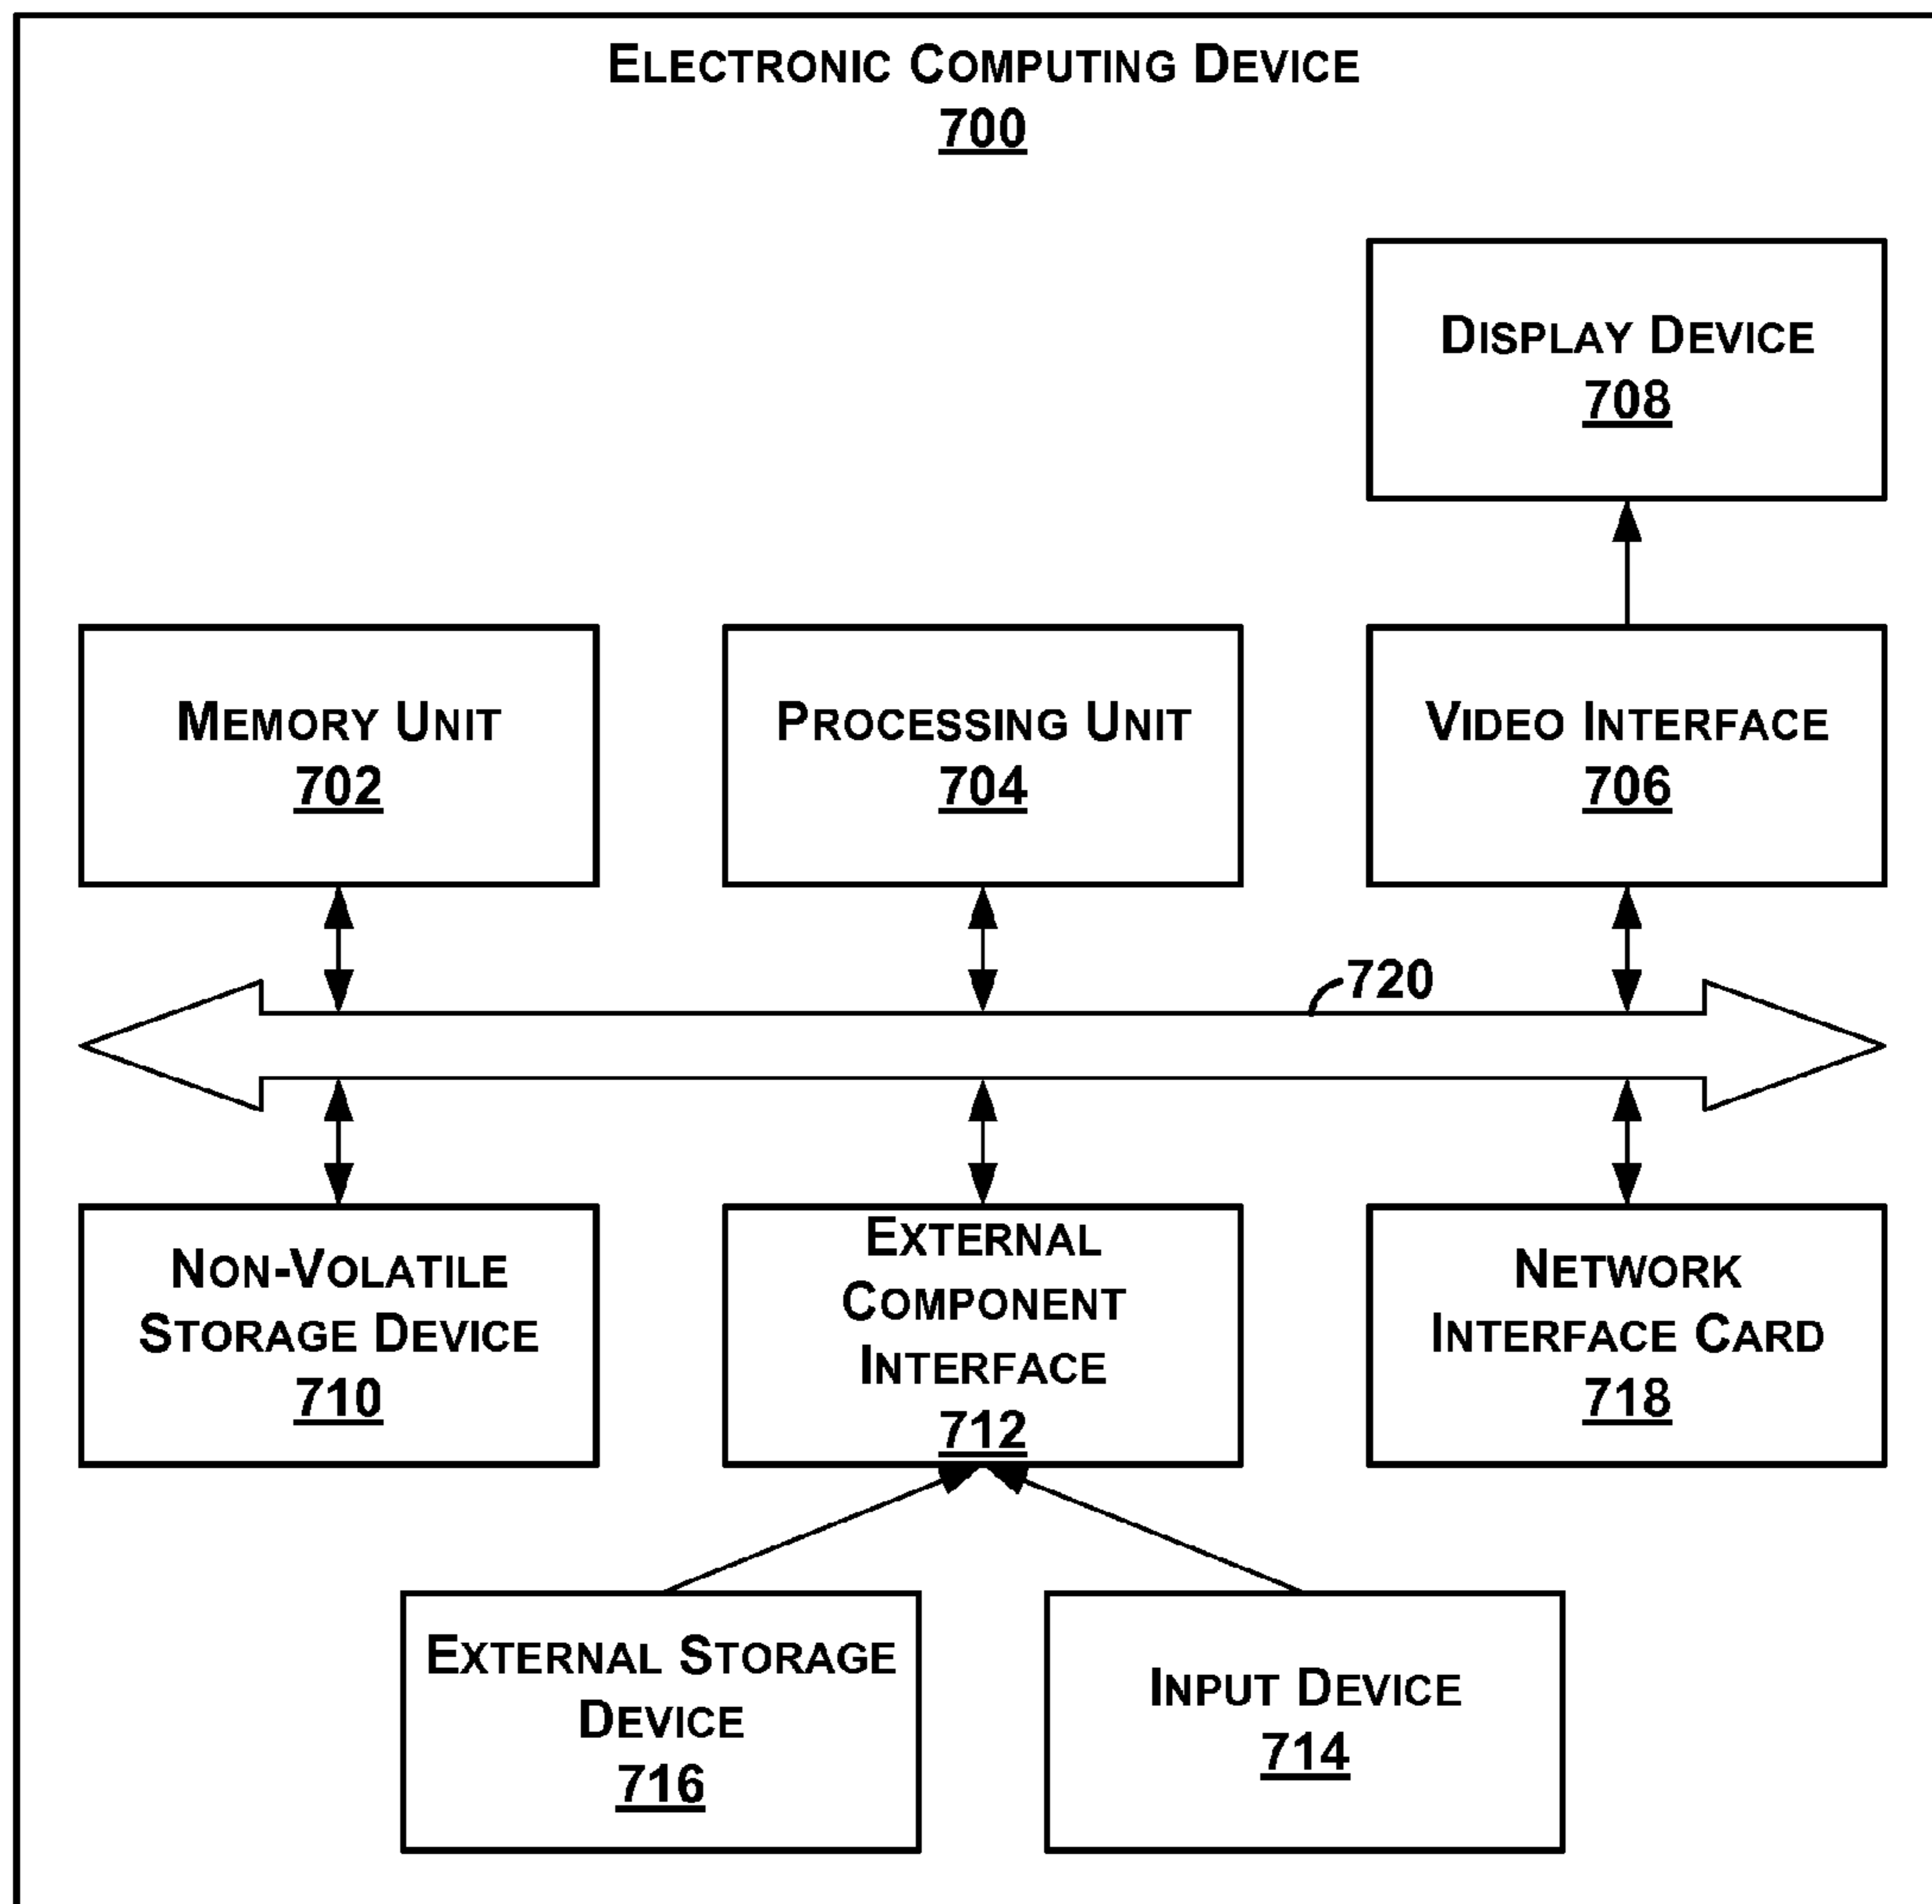 ELECTRONIC COMPUTING DEVICE
700
DISPLAY DEVICE
708
MEMORY UNIT
702
PROCESSING UNIT
704
VIDEO INTERFACE
706
720
NON-VOLATILE
STORAGE DEVICE
710
EXTERNAL
COMPONENT
INTERFACE
712
NETWORK
INTERFACE CARD
718
EXTERNAL STORAGE
DEVICE
716
INPUT DEVICE
714